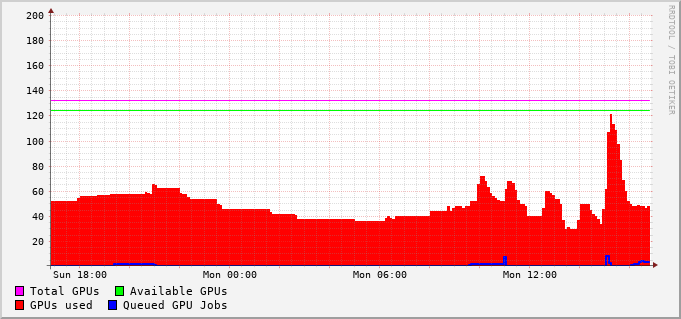 200
180
160
140
120
100
80
60
40
20
Sun 18:00 Mon 00:00 Mon 06:00 Mon 12:00
Total GPUs Available GPUs
GPUs used Queued GPU Jobs
RRDTOOL / TOBI OETIKER